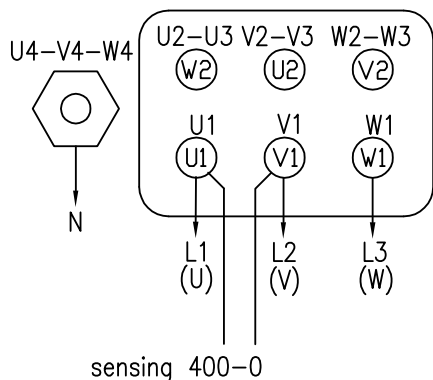 U4-V4-W4
U2-U3 V2-V3 W2-W3
W2 U2 V2
U1 V1 W1
U1 V1 W1
N
L1 L2 L3
(U) (V) (W)
sensing 400-0